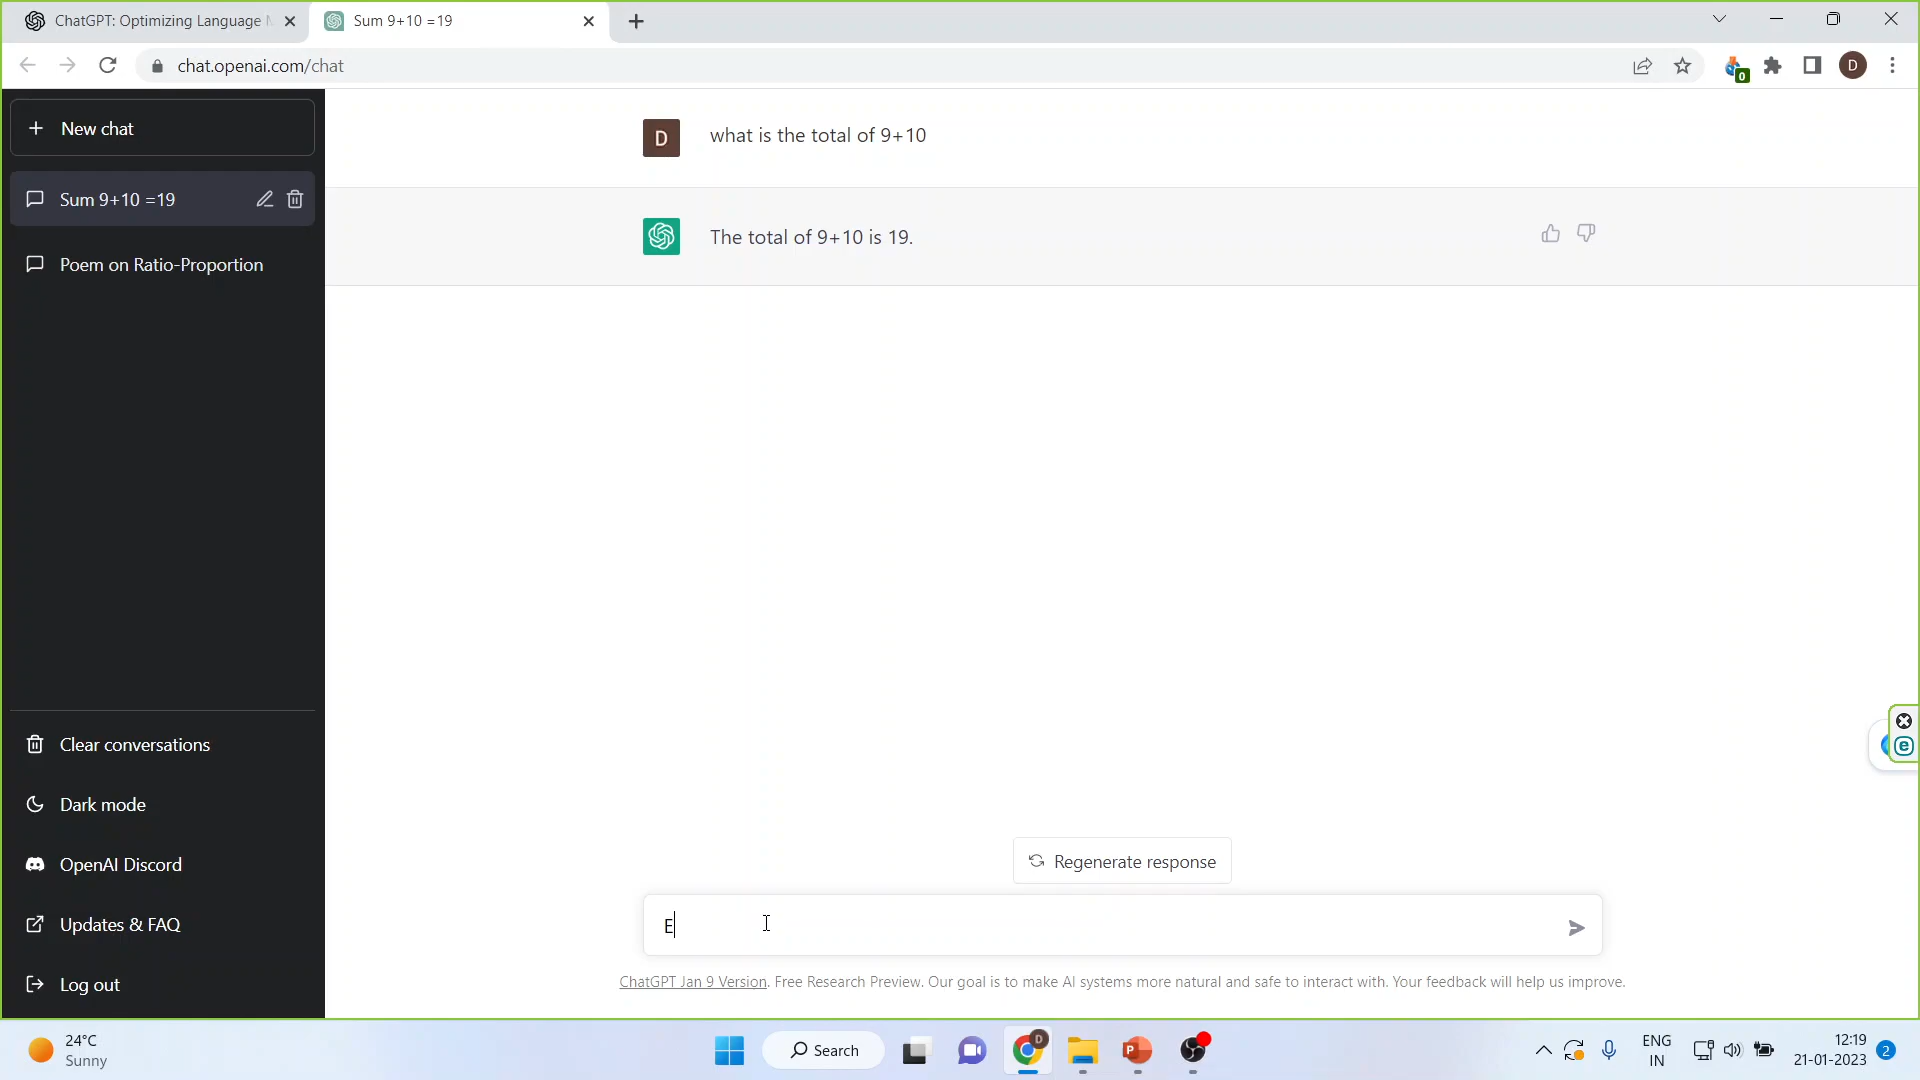 ChatGPT: Optimizing Language
Sum 9+10 =19
chat.openai.com/chat
0
D
New chat
Sum 9+10 =19
Poem on Ratio-Proportion
Clear conversations
Dark mode
OpenAI Discord
Updates & FAQ
Log out
D
what is the total of 9+10
The total of 9+10 is 19.
Regenerate response
E
ChatGPT Jan 9 Version. Free Research Preview. Our goal is to make AI systems more natural and safe to interact with. Your feedback will help us improve.
24°C
Sunny
Search
D
P
ENG
IN
12:19
21-01-2023
2